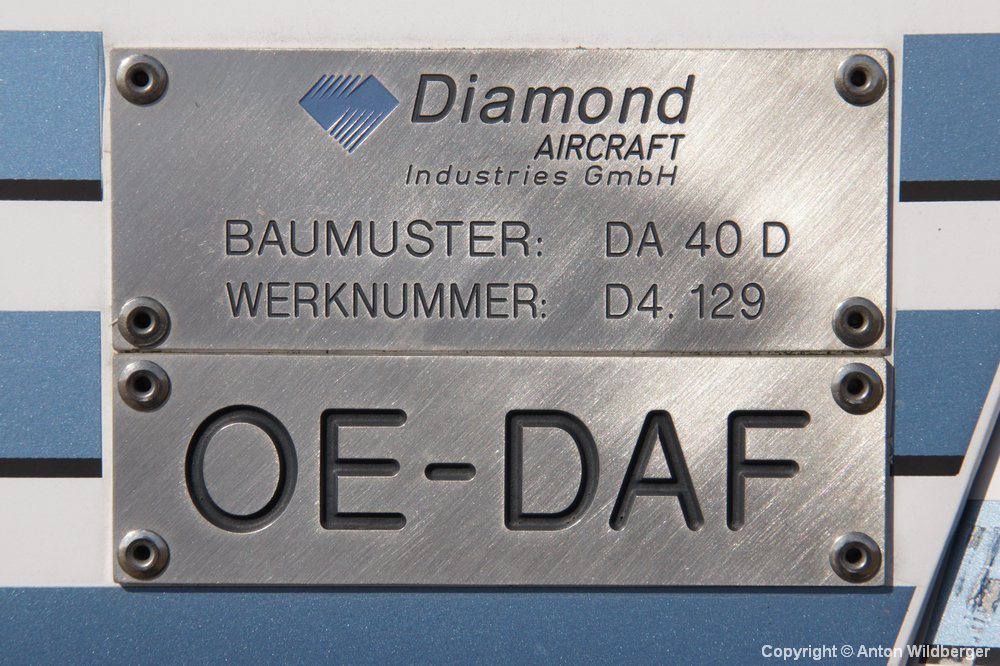 Diamond
AIRCRAFT
Industries GmbH
BAUMUSTER: DA 40 D
WERKNUMMER: D4.129
OE-DAF
Copyright © Anton Wildberger